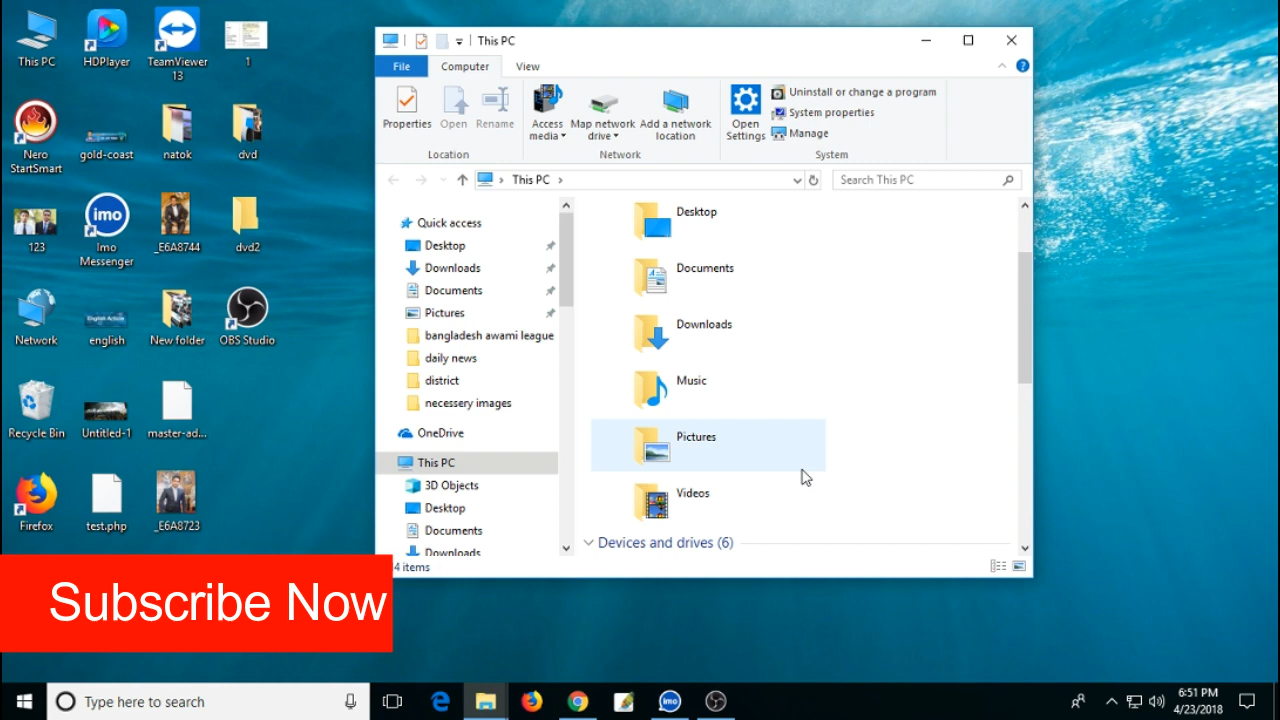 This PC
HDPlayer
TeamViewer
13
1
Nero
StartSmart
gold-coast
natok
dvd
123
imo
Imo
Messenger
_E6A8744
dvd2
Network
English Action
english
New folder
OBS Studio
Recycle Bin
Untitled-1
master-ad...
Firefox
test.php
_E6A8723
This PC
File
Computer
View
Properties
Open
Rename
Location
Access
media
Map network
drive
Add a network
location
Network
Open
Settings
Uninstall or change a program
System properties
Manage
System
This PC
Search This PC
Quick access
Desktop
Downloads
Documents
Pictures
bangladesh awami league
daily news
district
necessery images
OneDrive
This PC
3D Objects
Desktop
Documents
Downloads
Desktop
Documents
Downloads
Music
Pictures
Videos
Devices and drives (6)
4 items
Subscribe Now
Type here to search
imo
6:51 PM
4/23/2018